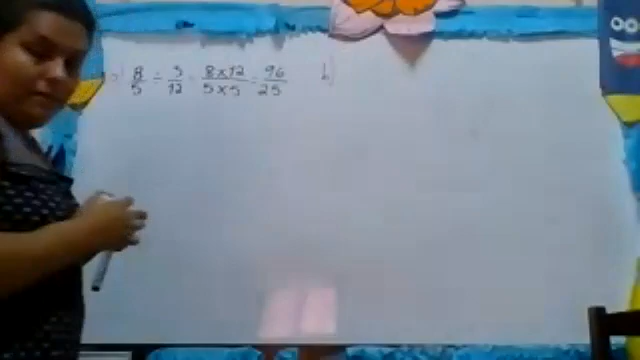 a) 8/5 ÷ 5/12 = 8x12/5x5 = 96/25 b)